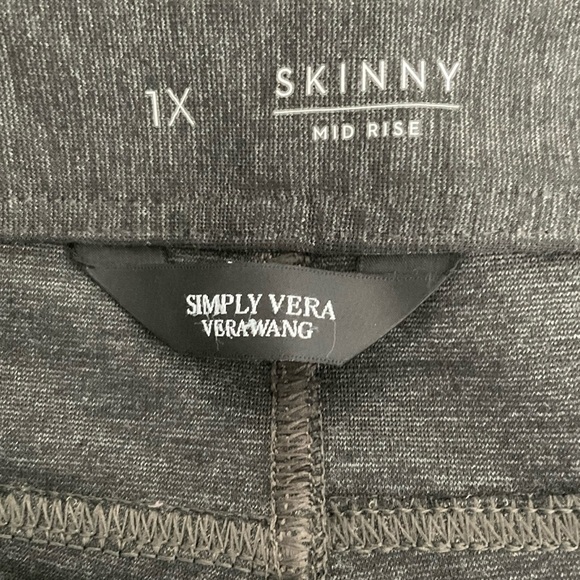 1X
SKINNY
MID RISE
SIMPLY VERA
VERAWANG